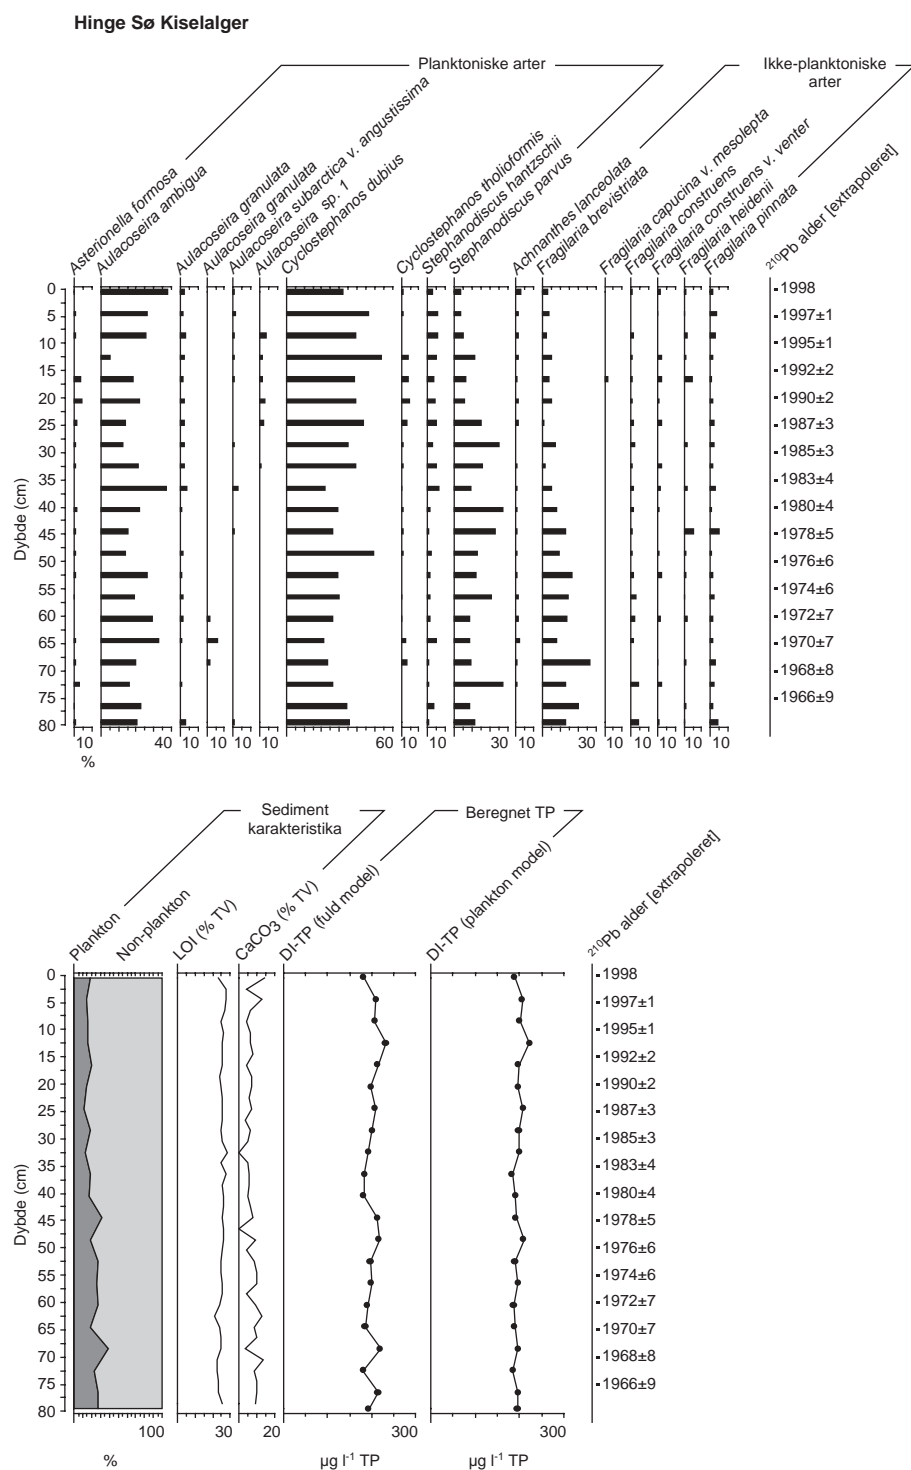 Hinge Sø Kiselalger
Planktoniske arter
Ikke-planktoniske
arter
Asterionella formosa
Aulacoseira ambigua
Aulacoseira granulata
Aulacoseira granulata
Aulacoseira subarctica v. angustissima
Aulacoseira sp. 1
Cyclostephanos dubius
Cyclostephanos tholioformis
Stephanodiscus hantzschii
Stephanodiscus parvus
Achnanthes lanceolata
Fragilaria brevistriata
Fragilaria capucina v. mesolepta
Fragilaria construens
Fragilaria construens v. venter
Fragilaria heidenii
Fragilaria pinnata
²¹⁰Pb alder [extrapoleret]
Dybde (cm)
0
5
10
15
20
25
30
35
40
45
50
55
60
65
70
75
80
1998
1997±1
1995±1
1992±2
1990±2
1987±3
1985±3
1983±4
1980±4
1978±5
1976±6
1974±6
1972±7
1970±7
1968±8
1966±9
10 40 10 10 10 10 60 10 10 30 10 30 10 10 10 10 10
%
Sediment
karakteristika
Beregnet TP
Plankton
Non-plankton
LOI (% TV)
CaCO₃ (% TV)
DI-TP (fuld model)
DI-TP (plankton model)
²¹⁰Pb alder [extrapoleret]
Dybde (cm)
0
5
10
15
20
25
30
35
40
45
50
55
60
65
70
75
80
1998
1997±1
1995±1
1992±2
1990±2
1987±3
1985±3
1983±4
1980±4
1978±5
1976±6
1974±6
1972±7
1970±7
1968±8
1966±9
100 30 20 300 300
% µg l⁻¹ TP µg l⁻¹ TP